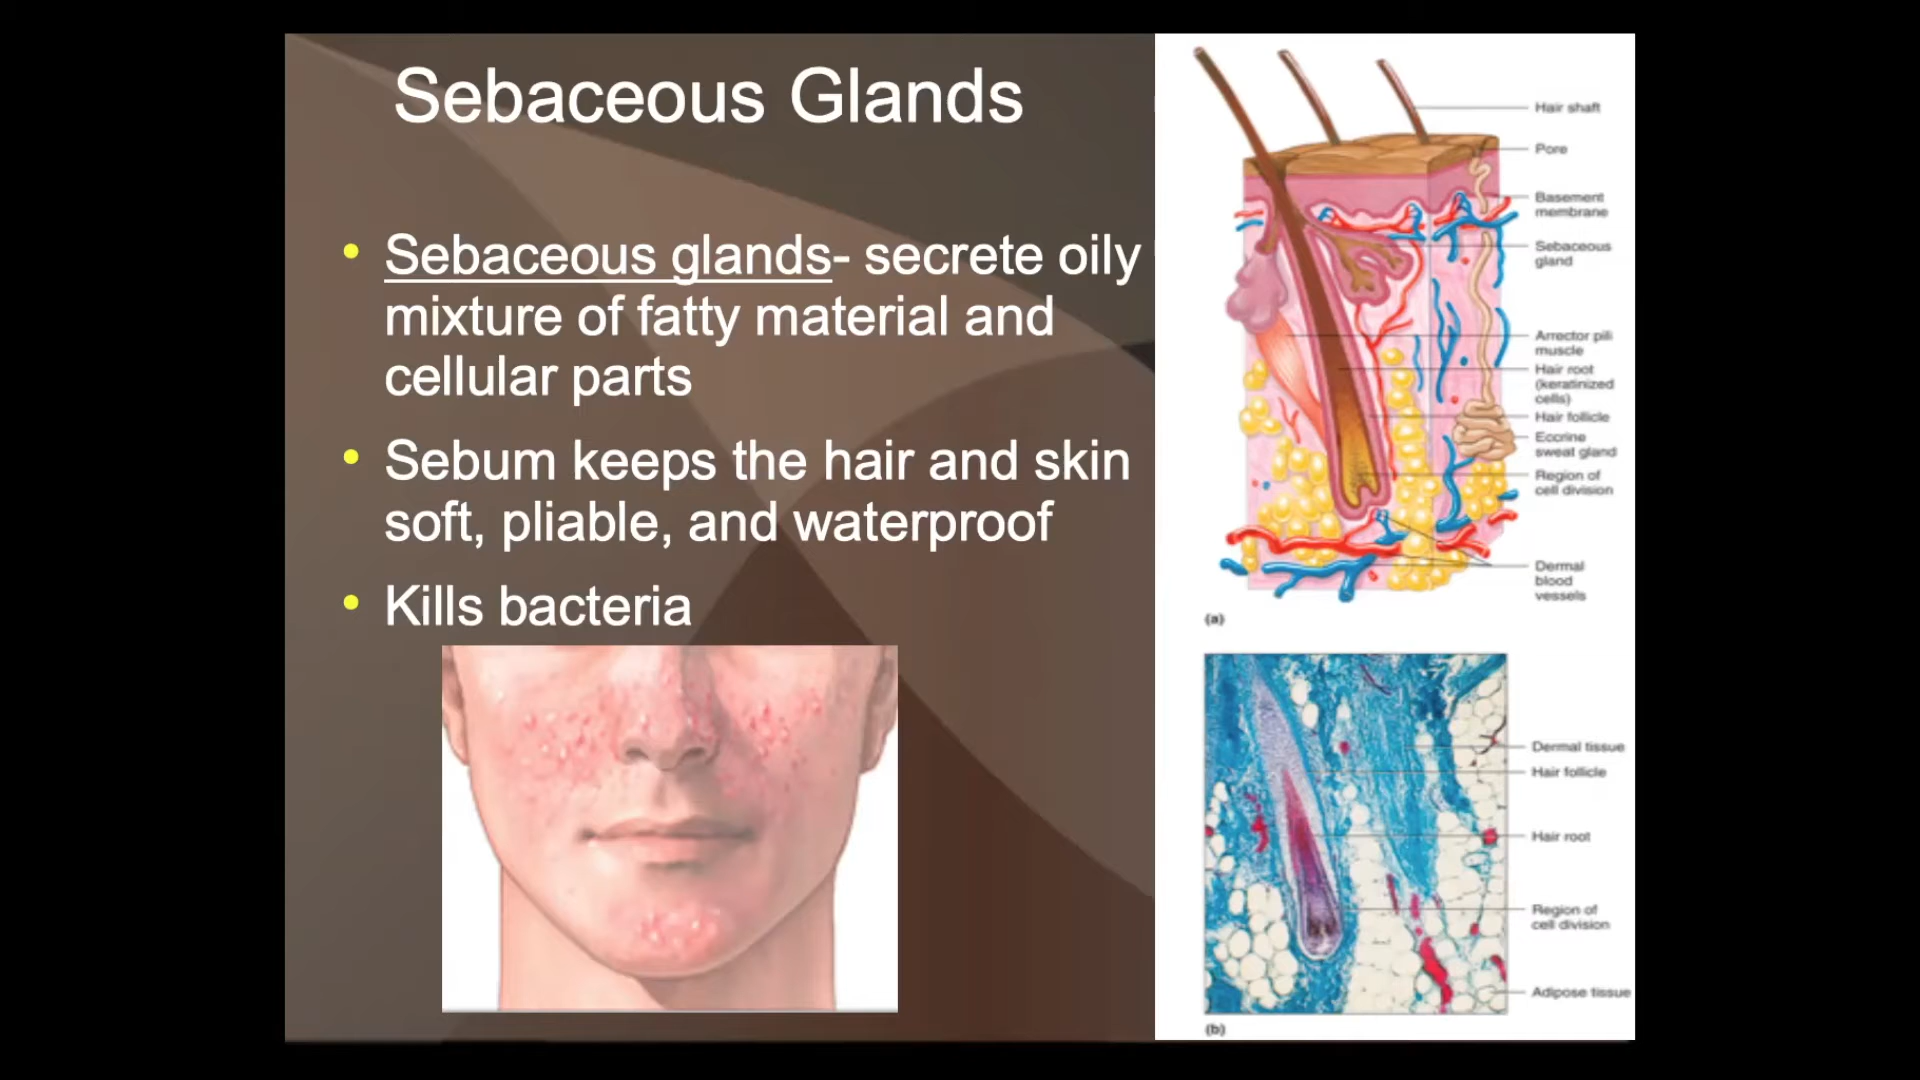 Sebaceous Glands
• Sebaceous glands- secrete oily
mixture of fatty material and
cellular parts
• Sebum keeps the hair and skin
soft, pliable, and waterproof
• Kills bacteria
Hair shaft
Pore
Basement
membrane
Sebaceous
gland
Arrector pili
muscle
Hair root
(keratinized
cells)
Hair follicle
Eccrine
sweat gland
Region of
cell division
Dermal
blood
vessels
(a)
Dermal tissue
Hair follicle
Hair root
Region of
cell division
Adipose tissue
(b)